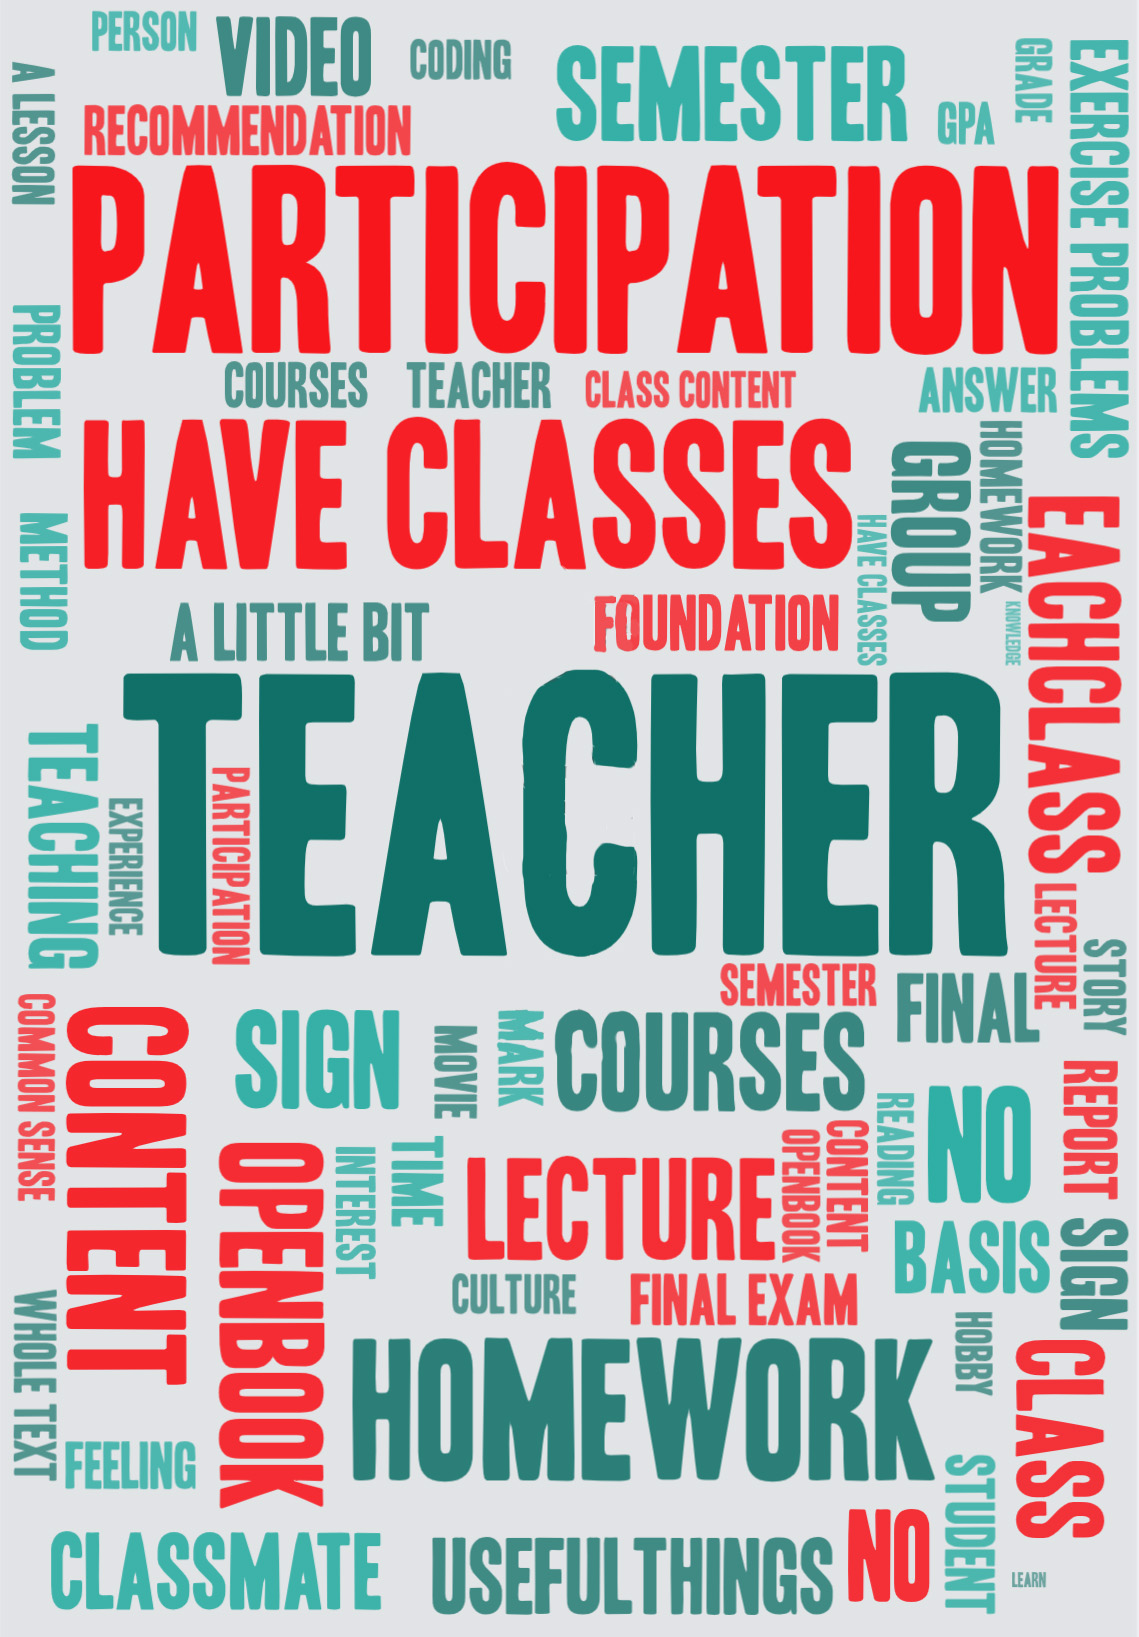 PERSON
VIDEO
CODING
SEMESTER
GPA
GRADE
EXERCISE PROBLEMS
A LESSON
RECOMMENDATION
PARTICIPATION
PROBLEM
COURSES
TEACHER
CLASS CONTENT
ANSWER
HAVE CLASSES
GROUP
HOMEWORK
EACHCLASS
METHOD
HAVE CLASSES
KNOWLEDGE
A LITTLE BIT
FOUNDATION
TEACHER
TEACHING
EXPERIENCE
PARTICIPATION
LECTURE
STORY
SEMESTER
FINAL
COMMON SENSE
CONTENT
SIGN
MOVIE
MARK
COURSES
REPORT
READING
NO
OPENBOOK
INTEREST
TIME
LECTURE
OPENBOOK
CONTENT
BASIS
SIGN
CULTURE
FINAL EXAM
WHOLE TEXT
HOMEWORK
HOBBY
CLASS
FEELING
STUDENT
CLASSMATE
USEFULTHINGS
NO
LEARN